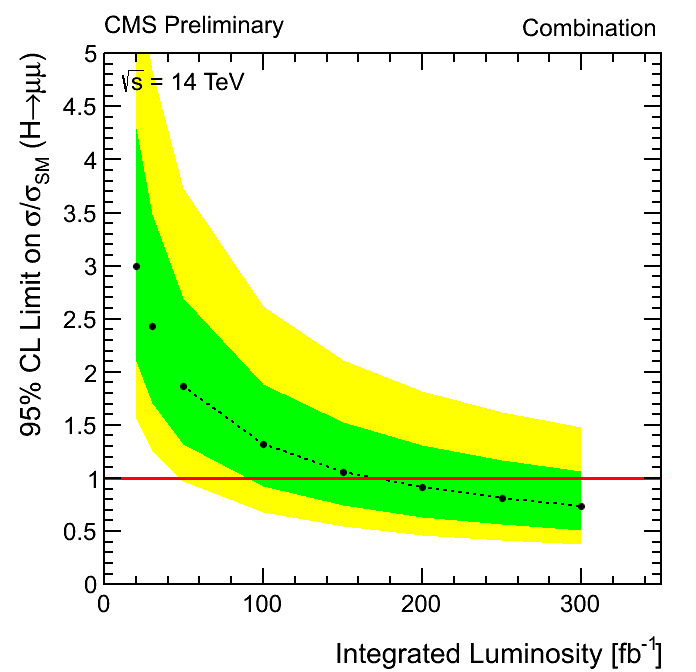 CMS Preliminary
Combination
√s = 14 TeV
95% CL Limit on σ/σSM (H→μμ)
5
4.5
4
3.5
3
2.5
2
1.5
1
0.5
0
0 100 200 300
Integrated Luminosity [fb-1]